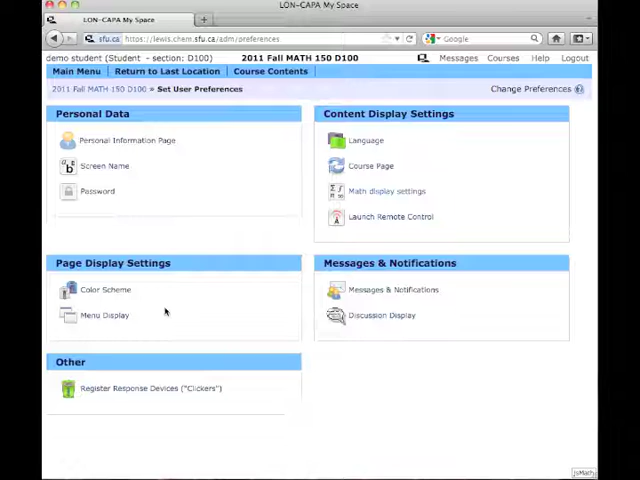 LON-CAPA My Space
LON-CAPA My Space
sfu.ca https://lewis.chem.sfu.ca/adm/preferences Google
demo student (Student - section: D100) 2011 Fall MATH 150 D100 Messages Courses Help Logout
Main Menu Return to Last Location Course Contents
2011 Fall MATH 150 D100 » Set User Preferences Change Preferences
Personal Data Content Display Settings
Personal Information Page Language
Screen Name Course Page
Password Math display settings
Launch Remote Control
Page Display Settings Messages & Notifications
Color Scheme Messages & Notifications
Menu Display Discussion Display
Other
Register Response Devices ("Clickers")
jsMath